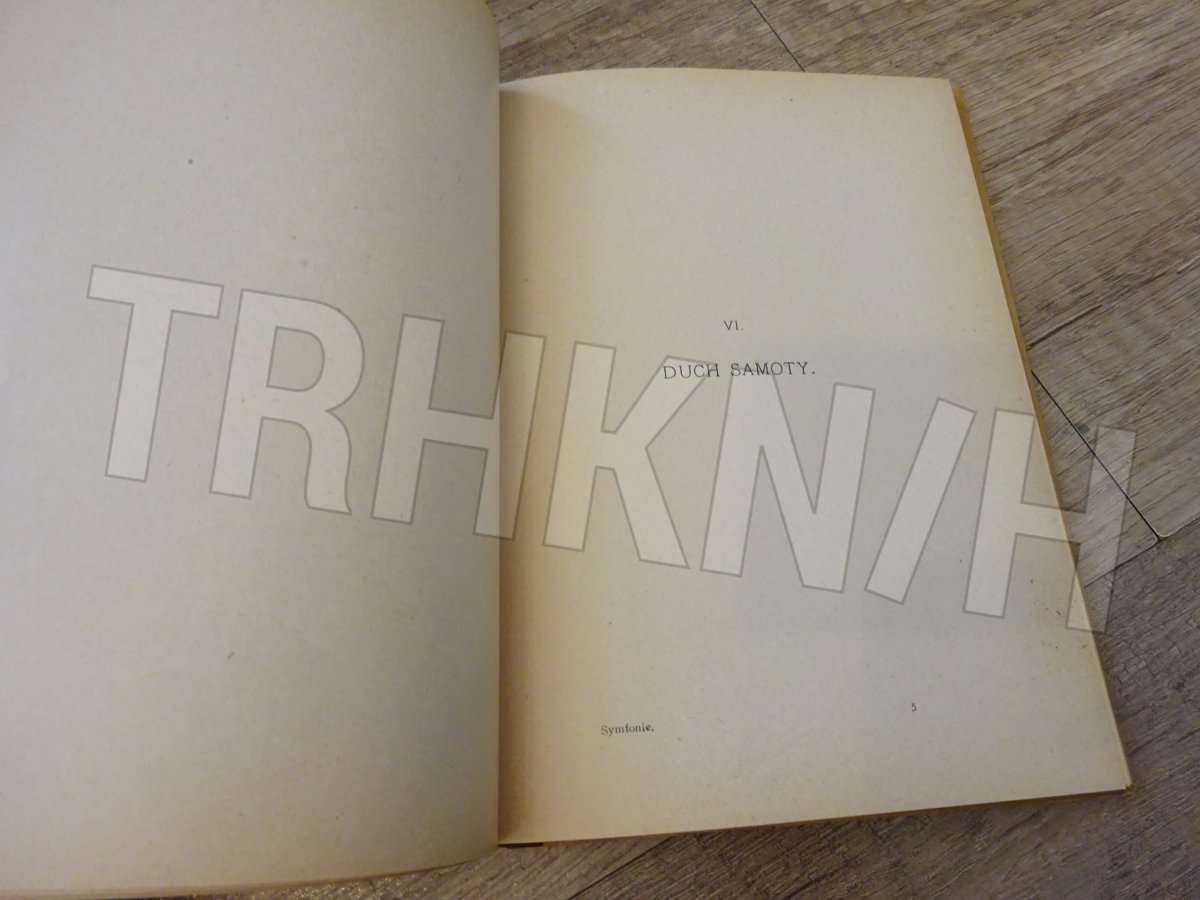 VI.
DUCH SAMOTY.
TRHKNIH
5
Symfonie.